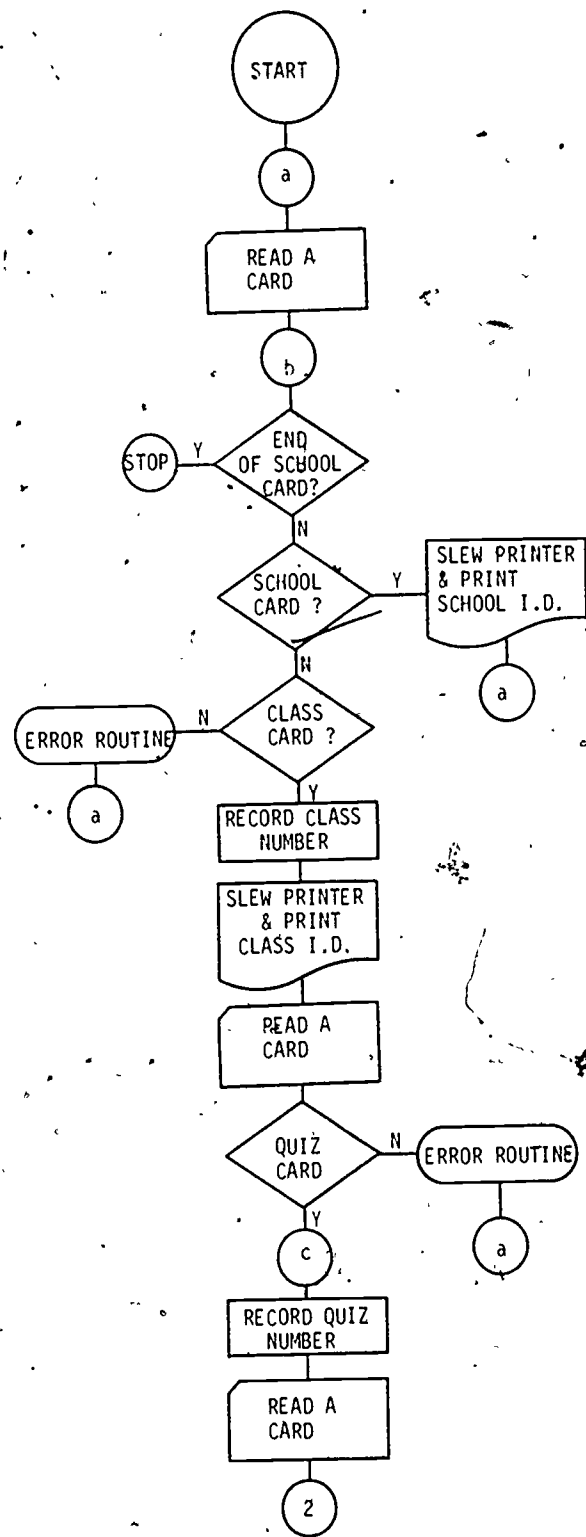 START
a
READ A
CARD
b
END
OF SCHOOL
CARD?
Y
STOP
N
SCHOOL
CARD ?
Y
SLEW PRINTER
& PRINT
SCHOOL I.D.
a
N
CLASS
CARD ?
N
ERROR ROUTINE
a
Y
RECORD CLASS
NUMBER
SLEW PRINTER
& PRINT
CLASS I.D.
READ A
CARD
QUIZ
CARD
N
ERROR ROUTINE
a
Y
c
RECORD QUIZ
NUMBER
READ A
CARD
2